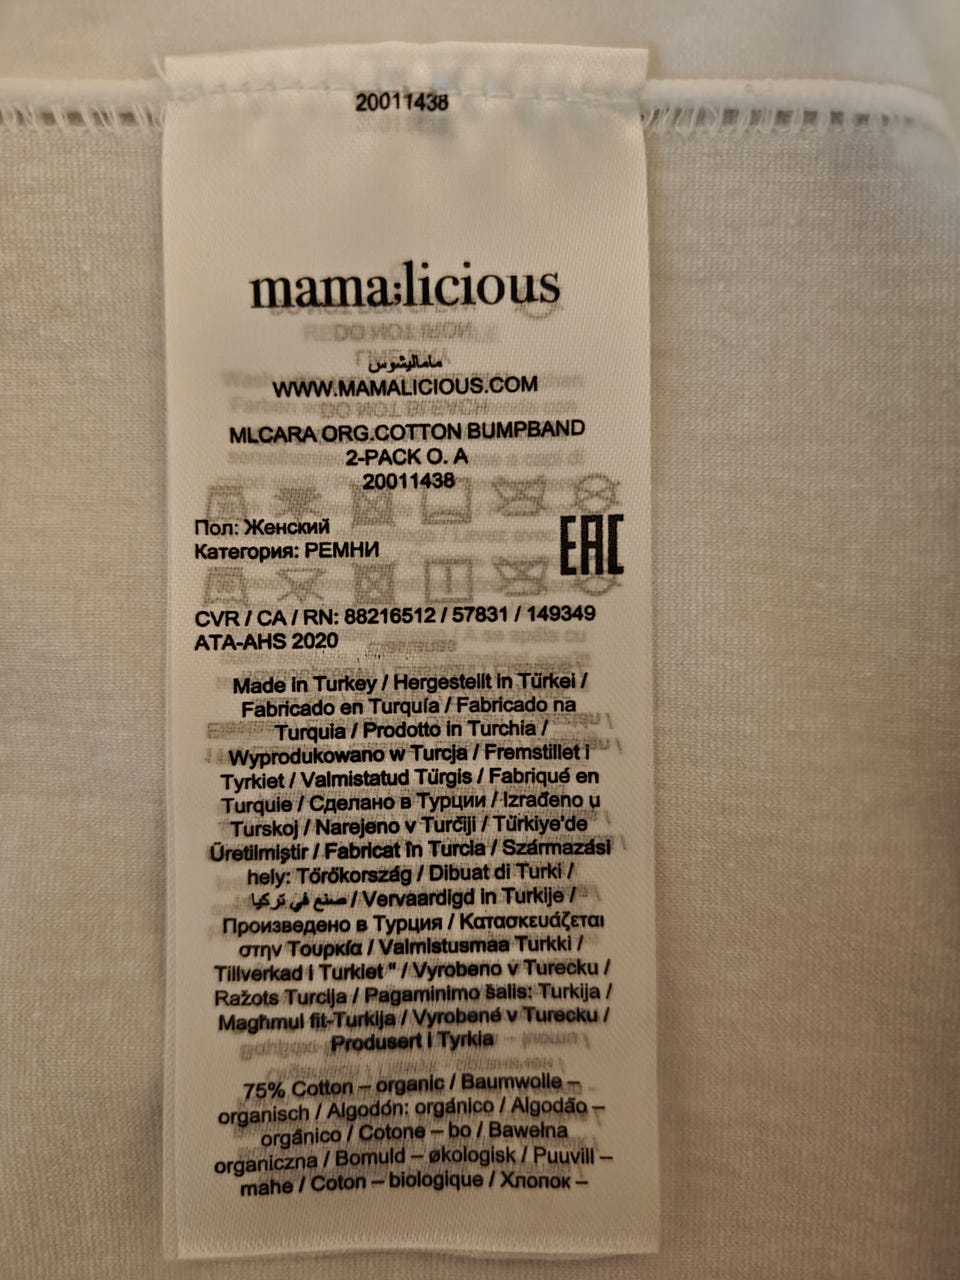 20011438
mama;licious
ماماليشوس
WWW.MAMALICIOUS.COM
MLCARA ORG.COTTON BUMPBAND
2-PACK O. A
20011438
Пол: Женский
Категория: РЕМНИ
EAC
CVR / CA / RN: 88216512 / 57831 / 149349
ATA-AHS 2020
Made in Turkey / Hergestellt in Türkei /
Fabricado en Turquía / Fabricado na
Turquia / Prodotto in Turchia /
Wyprodukowano w Turcja / Fremstillet i
Tyrkiet / Valmistatud Türgis / Fabriqué en
Turquie / Сделано в Турции / Izrađeno u
Turskoj / Narejeno v Turčiji / Türkiye'de
Üretilmiştir / Fabricat în Turcia / Származási
hely: Törökország / Dibuat di Turki /
صنع في تركيا / Vervaardigd in Turkije /
Произведено в Турция / Κατασκευάζεται
στην Τουρκία / Valmistusmaa Turkki /
Tillverkad i Turkiet " / Vyrobeno v Turecku /
Ražots Turcija / Pagaminimo šalis: Turkija /
Magħmul fit-Turkija / Vyrobené v Turecku /
Produsert i Tyrkia
75% Cotton – organic / Baumwolle –
organisch / Algodón: orgánico / Algodão –
orgânico / Cotone – bo / Bawełna
organiczna / Bomuld – økologisk / Puuvill –
mahe / Coton – biologique / Хлопок –